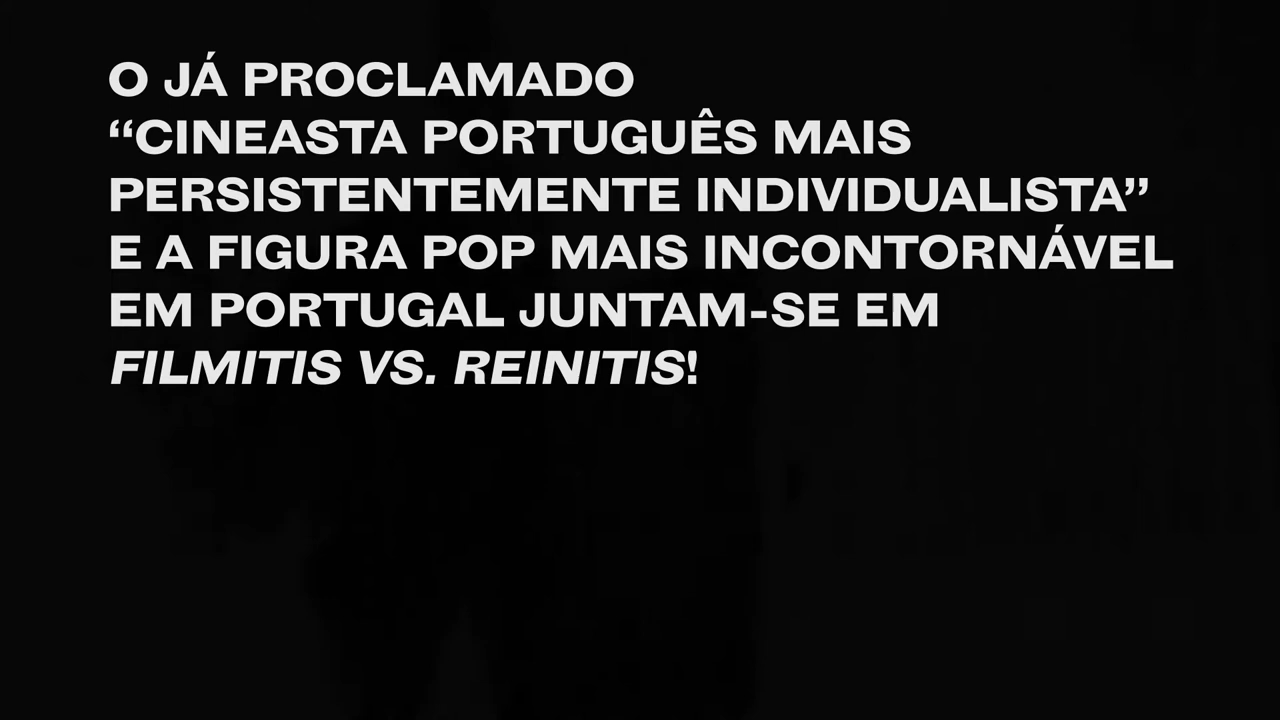 O JÁ PROCLAMADO
“CINEASTA PORTUGUÊS MAIS
PERSISTENTEMENTE INDIVIDUALISTA”
E A FIGURA POP MAIS INCONTORNÁVEL
EM PORTUGAL JUNTAM-SE EM
FILMITIS VS. REINITIS!